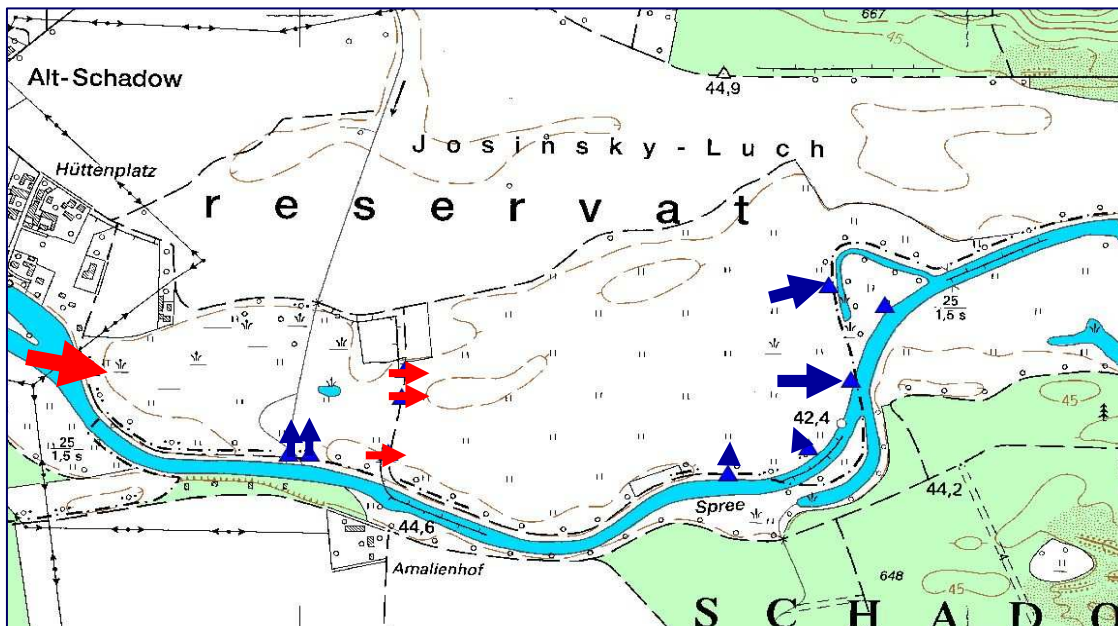 667
45
44,9
Alt-Schadow
Josinsky-Luch
Hüttenplatz
reservat
25
1,5 s
42,4
45
25
1,5 s
44,6
Spree
44,2
Amalienhof
648
45
SCHADO